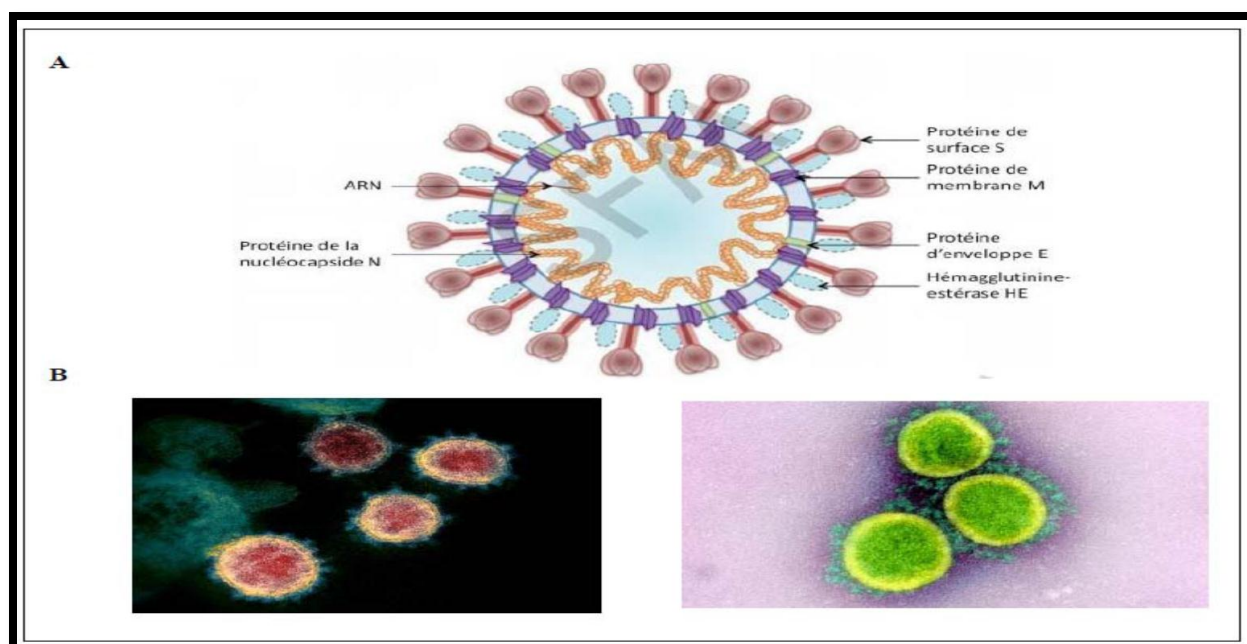 A
Protéine de
surface S
Protéine de
membrane M
ARN
Protéine de la
nucléocapside N
Protéine
d'enveloppe E
Hémagglutinine-
estérase HE
B